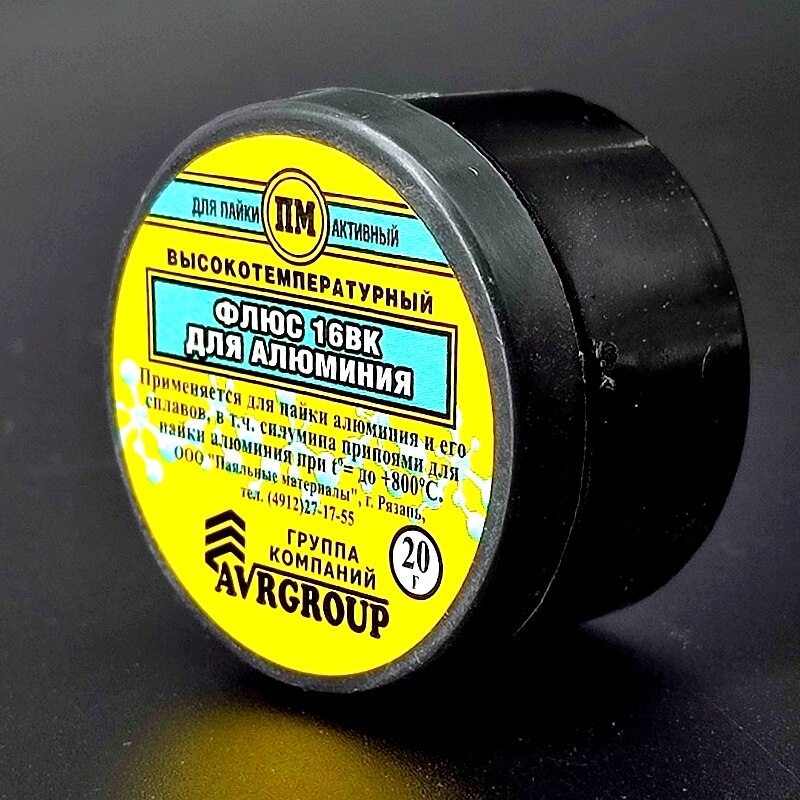 ДЛЯ ПАЙКИ ПМ АКТИВНЫЙ
ВЫСОКОТЕМПЕРАТУРНЫЙ
ФЛЮС 16ВК
ДЛЯ АЛЮМИНИЯ
Применяется для пайки алюминия и его
сплавов, в т.ч. силумина припоями для
пайки алюминия при t°= до +800°С.
ООО "Паяльные материалы", г. Рязань,
тел. (4912)27-17-55
ГРУППА
КОМПАНИЙ
AVRGROUP
20
г